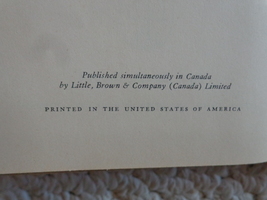 Published simultaneously in Canada
by Little, Brown & Company (Canada) Limited
PRINTED IN THE UNITED STATES OF AMERICA